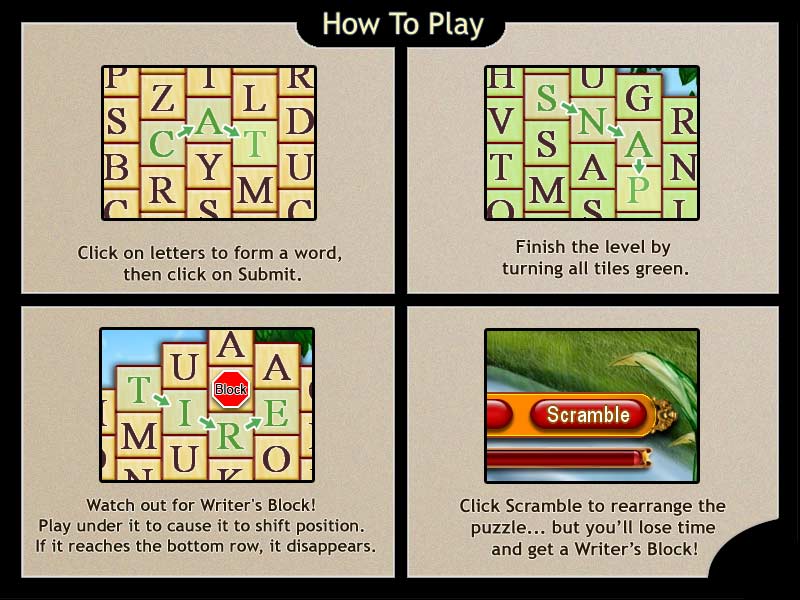 How To Play
P I R
Z L
S A D
C T
B Y U
R M
C S C
H U
S G
V N R
S A
T A N
M P
O S I
Click on letters to form a word,
then click on Submit.
Finish the level by
turning all tiles green.
A
U A
T Block
I E
M R
U O
N K
Scramble
Watch out for Writer's Block!
Play under it to cause it to shift position.
If it reaches the bottom row, it disappears.
Click Scramble to rearrange the
puzzle... but you'll lose time
and get a Writer's Block!